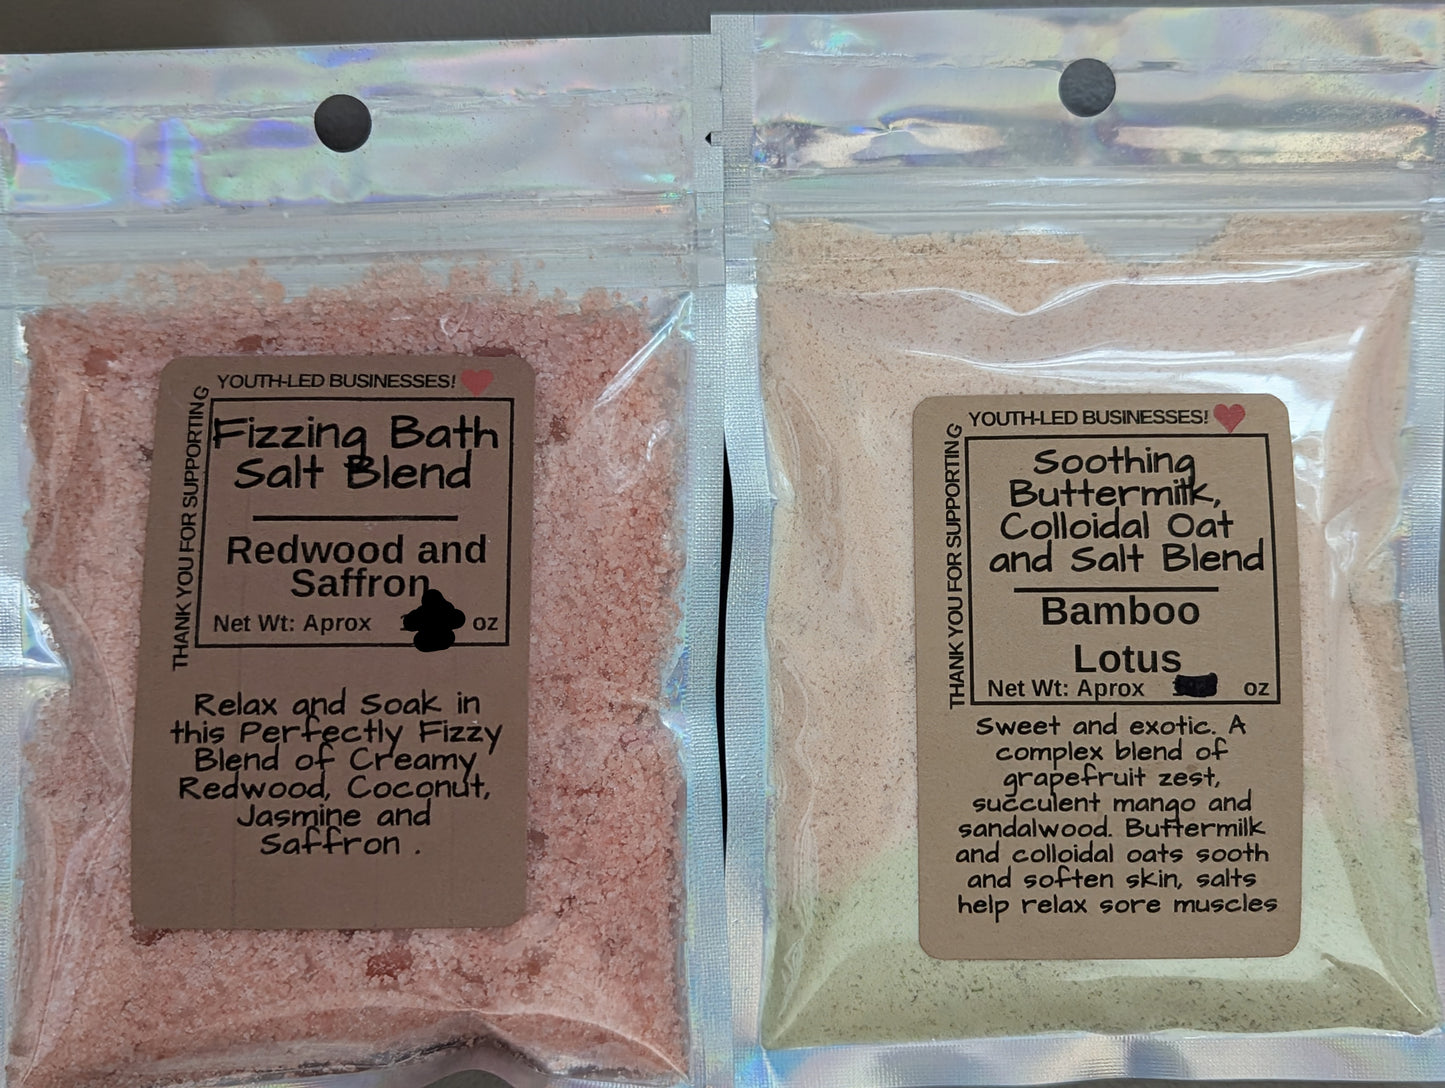 YOUTH-LED BUSINESSES!
THANK YOU FOR SUPPORTING
Fizzing Bath
Salt Blend
Redwood and
Saffron
Net Wt: Aprox oz
Relax and Soak in
this Perfectly Fizzy
Blend of Creamy
Redwood, Coconut,
Jasmine and
Saffron .
YOUTH-LED BUSINESSES!
THANK YOU FOR SUPPORTING
Soothing
Buttermilk,
Colloidal Oat
and Salt Blend
Bamboo
Lotus
Net Wt: Aprox oz
Sweet and exotic. A
complex blend of
grapefruit zest,
succulent mango and
sandalwood. Buttermilk
and colloidal oats sooth
and soften skin, salts
help relax sore muscles